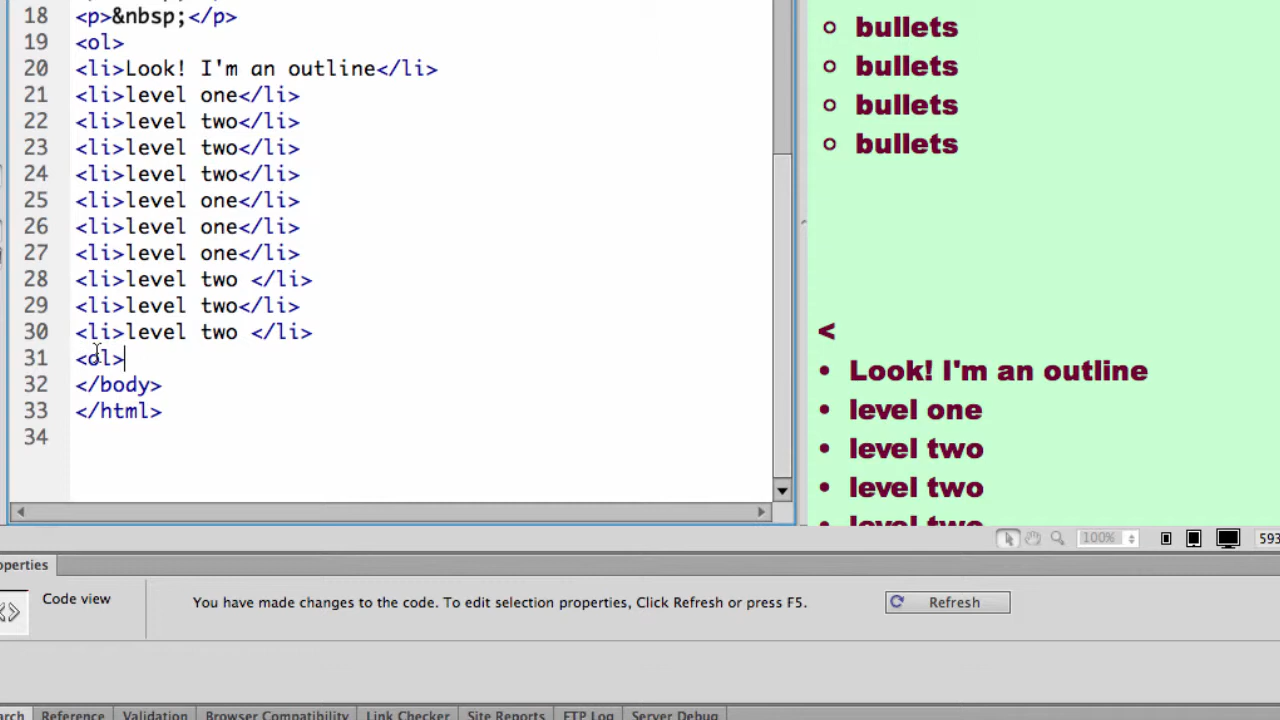 18 <p>&nbsp;</p>
19 <ol>
20 <li>Look! I'm an outline</li>
21 <li>level one</li>
22 <li>level two</li>
23 <li>level two</li>
24 <li>level two</li>
25 <li>level one</li>
26 <li>level one</li>
27 <li>level one</li>
28 <li>level two </li>
29 <li>level two</li>
30 <li>level two </li>
31 <ol>
32 </body>
33 </html>
34
bullets
bullets
bullets
bullets
<
• Look! I'm an outline
• level one
• level two
• level two
• level two
100%
593
operties
Code view
You have made changes to the code. To edit selection properties, Click Refresh or press F5.
Refresh
arch Reference Validation Browser Compatibility Link Checker Site Reports FTP Log Server Debug